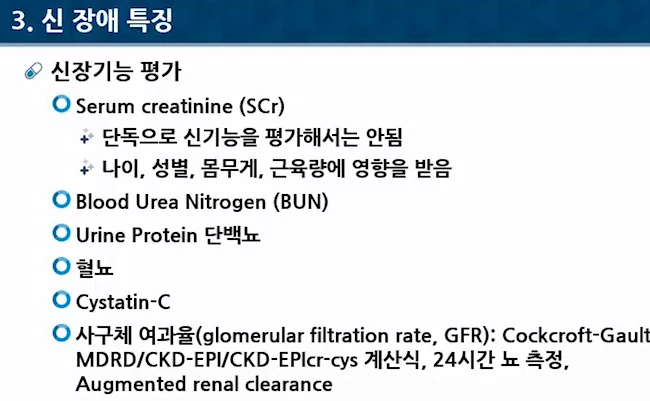 3. 신 장애 특징
신장기능 평가
Serum creatinine (SCr)
단독으로 신기능을 평가해서는 안됨
나이, 성별, 몸무게, 근육량에 영향을 받음
Blood Urea Nitrogen (BUN)
Urine Protein 단백뇨
혈뇨
Cystatin-C
사구체 여과율(glomerular filtration rate, GFR): Cockcroft-Gault
MDRD/CKD-EPI/CKD-EPIcr-cys 계산식, 24시간 뇨 측정,
Augmented renal clearance